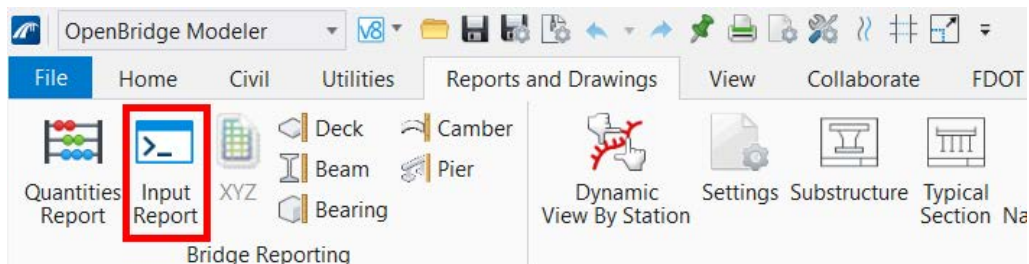 OpenBridge Modeler V8
File Home Civil Utilities Reports and Drawings View Collaborate FDOT
Deck Camber
Beam Pier
Bearing
Quantities Report
Input Report
XYZ
Bridge Reporting
Dynamic View By Station
Settings
Substructure
Typical Section
Na